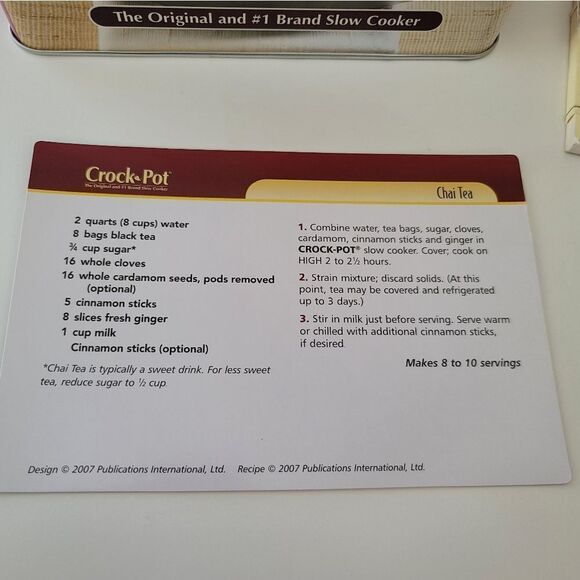 The Original and #1 Brand Slow Cooker
Crock-Pot
The Original and #1 Brand Slow Cooker
Chai Tea
2 quarts (8 cups) water
8 bags black tea
¾ cup sugar*
16 whole cloves
16 whole cardamom seeds, pods removed
(optional)
5 cinnamon sticks
8 slices fresh ginger
1 cup milk
Cinnamon sticks (optional)
*Chai Tea is typically a sweet drink. For less sweet
tea, reduce sugar to ½ cup.
1. Combine water, tea bags, sugar, cloves,
cardamom, cinnamon sticks and ginger in
CROCK-POT® slow cooker. Cover; cook on
HIGH 2 to 2½ hours.
2. Strain mixture; discard solids. (At this
point, tea may be covered and refrigerated
up to 3 days.)
3. Stir in milk just before serving. Serve warm
or chilled with additional cinnamon sticks,
if desired.
Makes 8 to 10 servings
Design © 2007 Publications International, Ltd. Recipe © 2007 Publications International, Ltd.